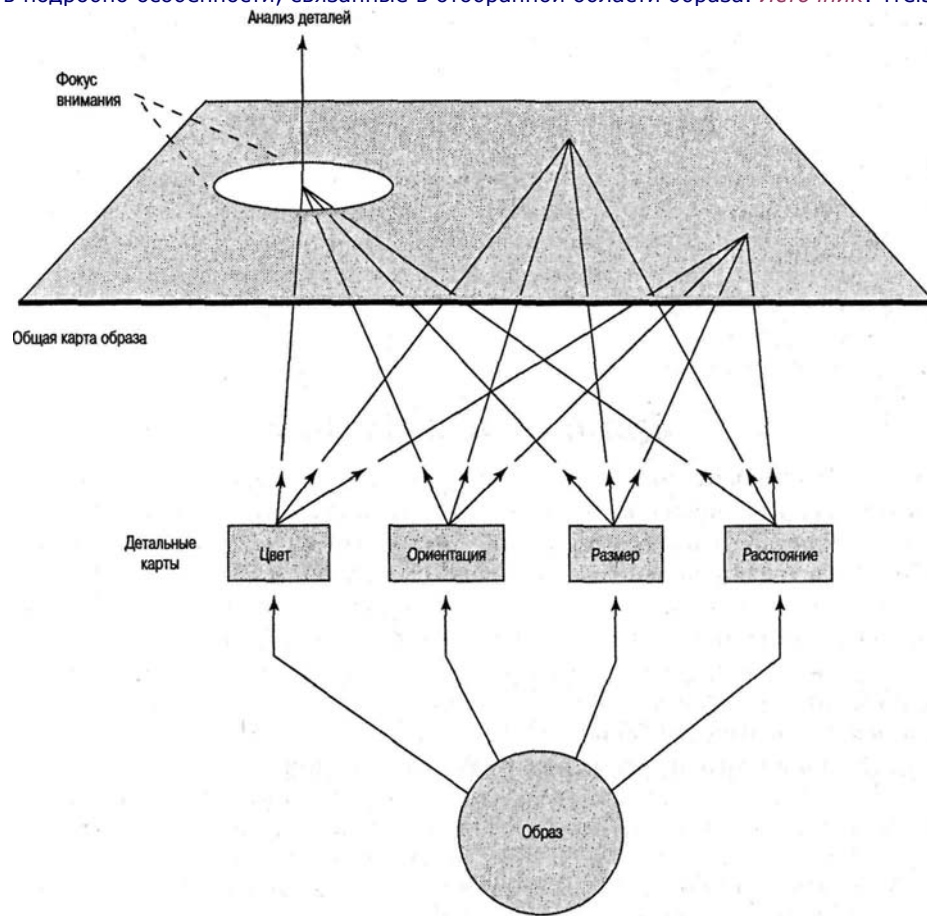 в подробно особенности, связанные в отобранной области образа. Источник:
Анализ деталей
Фокус
внимания
Общая карта образа
Детальные
карты
Цвет
Ориентация
Размер
Расстояние
Образ